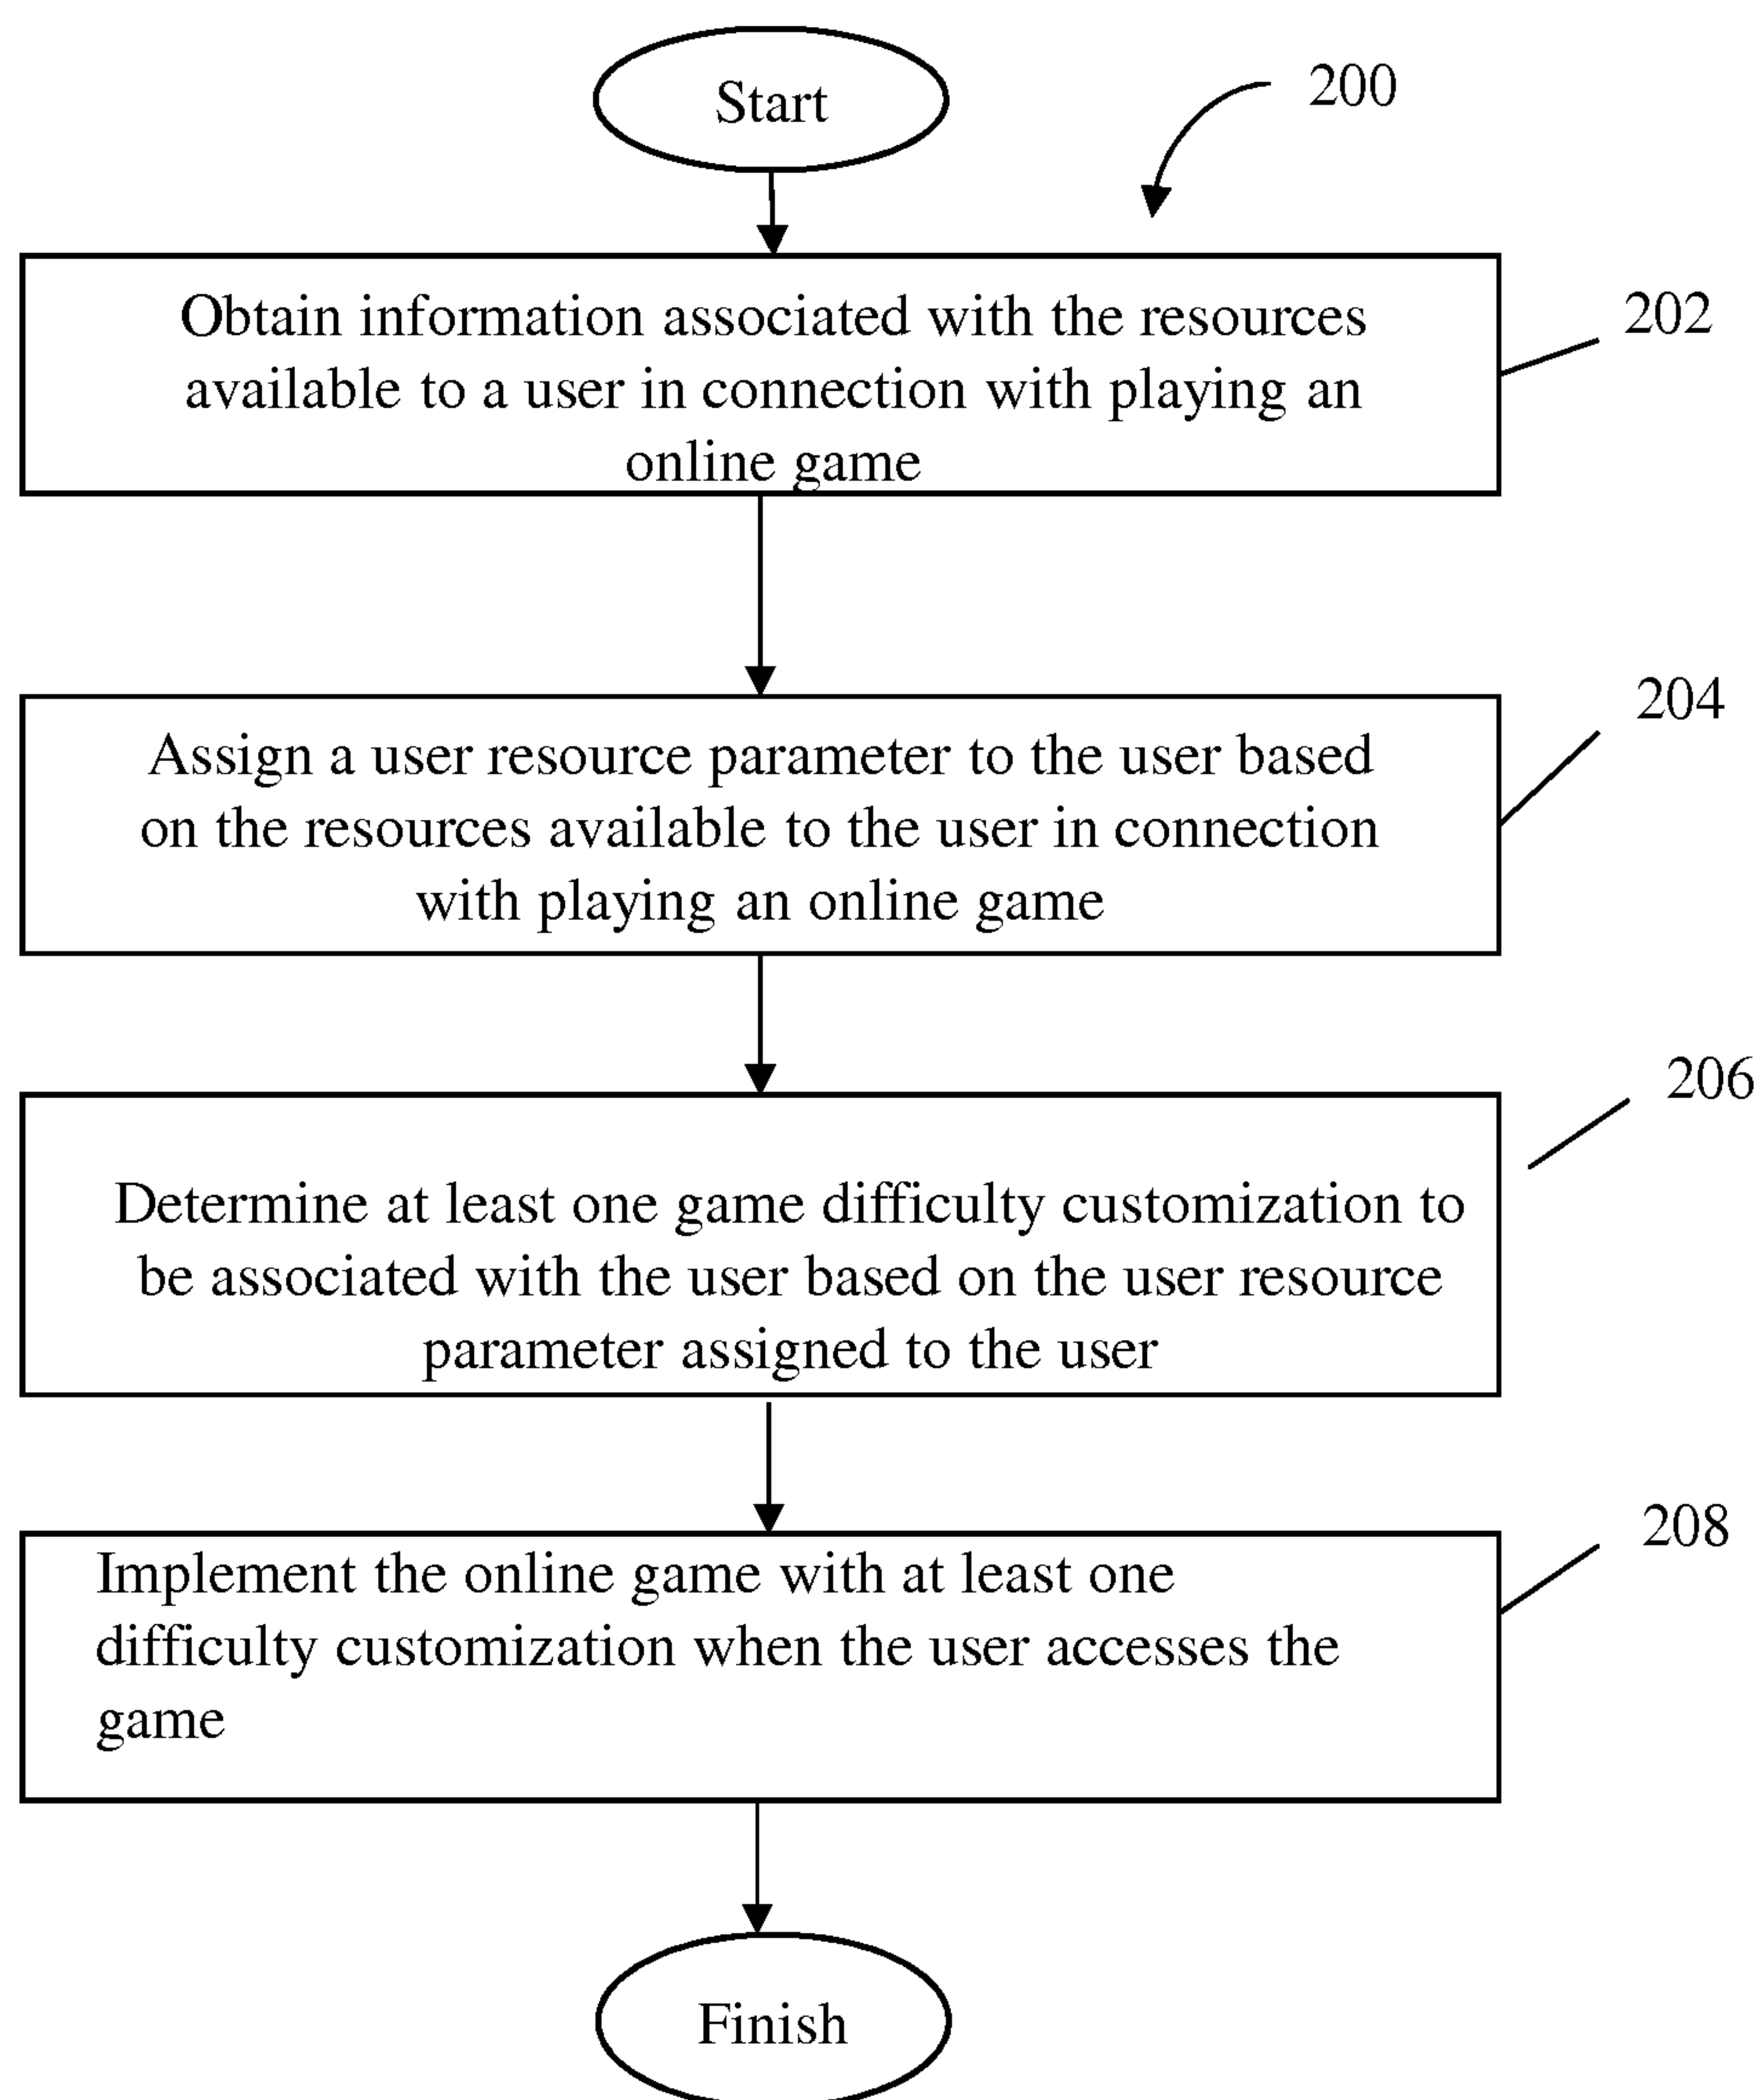 Start
200
Obtain information associated with the resources
available to a user in connection with playing an
online game
202
Assign a user resource parameter to the user based
on the resources available to the user in connection
with playing an online game
204
Determine at least one game difficulty customization to
be associated with the user based on the user resource
parameter assigned to the user
206
Implement the online game with at least one
difficulty customization when the user accesses the
game
208
Finish